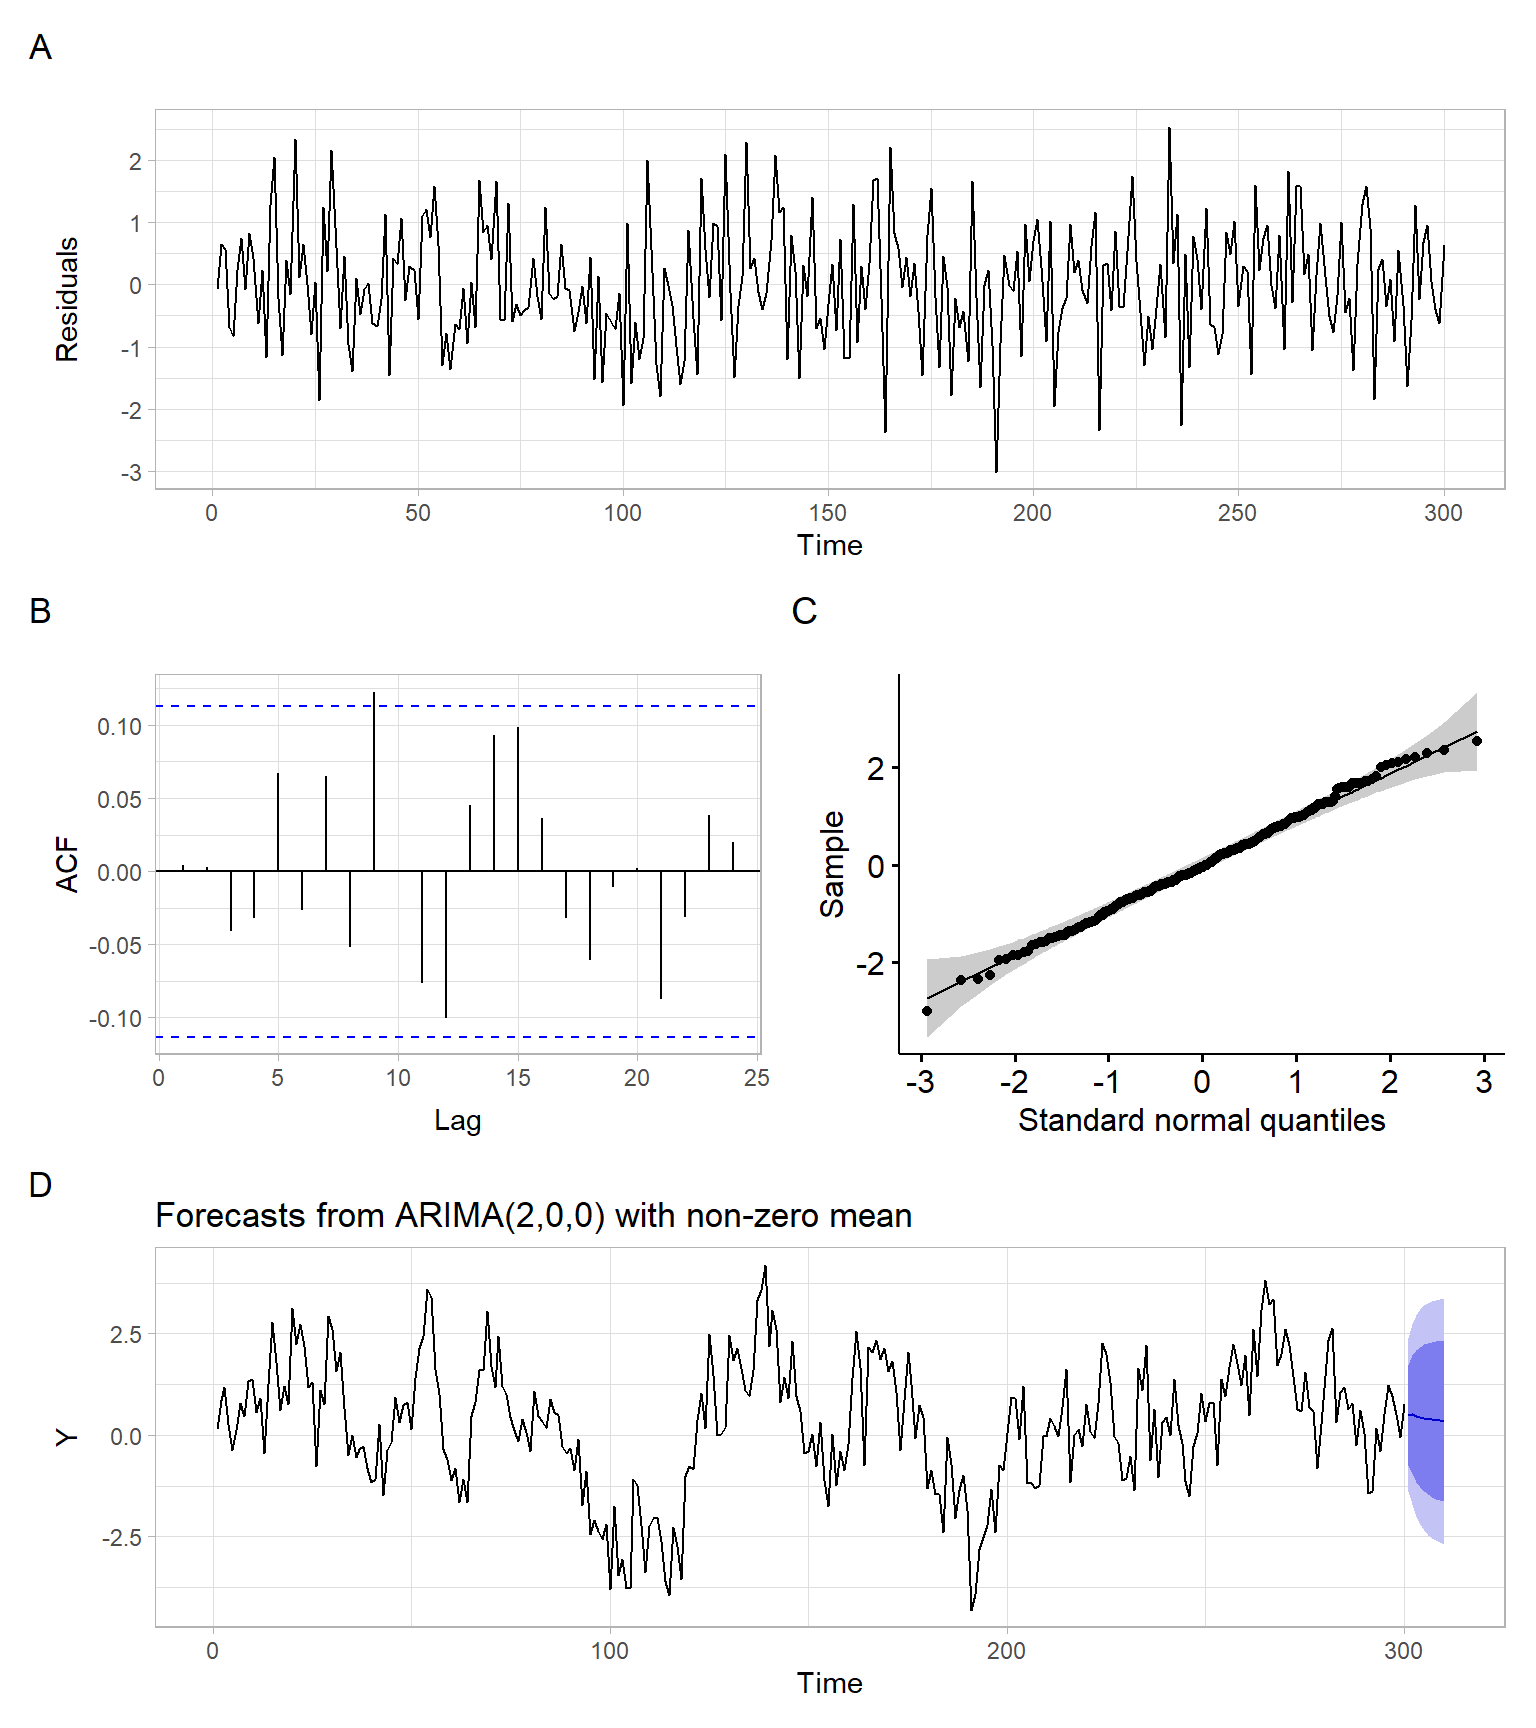 A
Residuals
2
1
0
-1
-2
-3
0 50 100 150 200 250 300
Time
B
ACF
0.10
0.05
0.00
-0.05
-0.10
0 5 10 15 20 25
Lag
C
Sample
2
0
-2
-3 -2 -1 0 1 2 3
Standard normal quantiles
D
Forecasts from ARIMA(2,0,0) with non-zero mean
Y
2.5
0.0
-2.5
0 100 200 300
Time